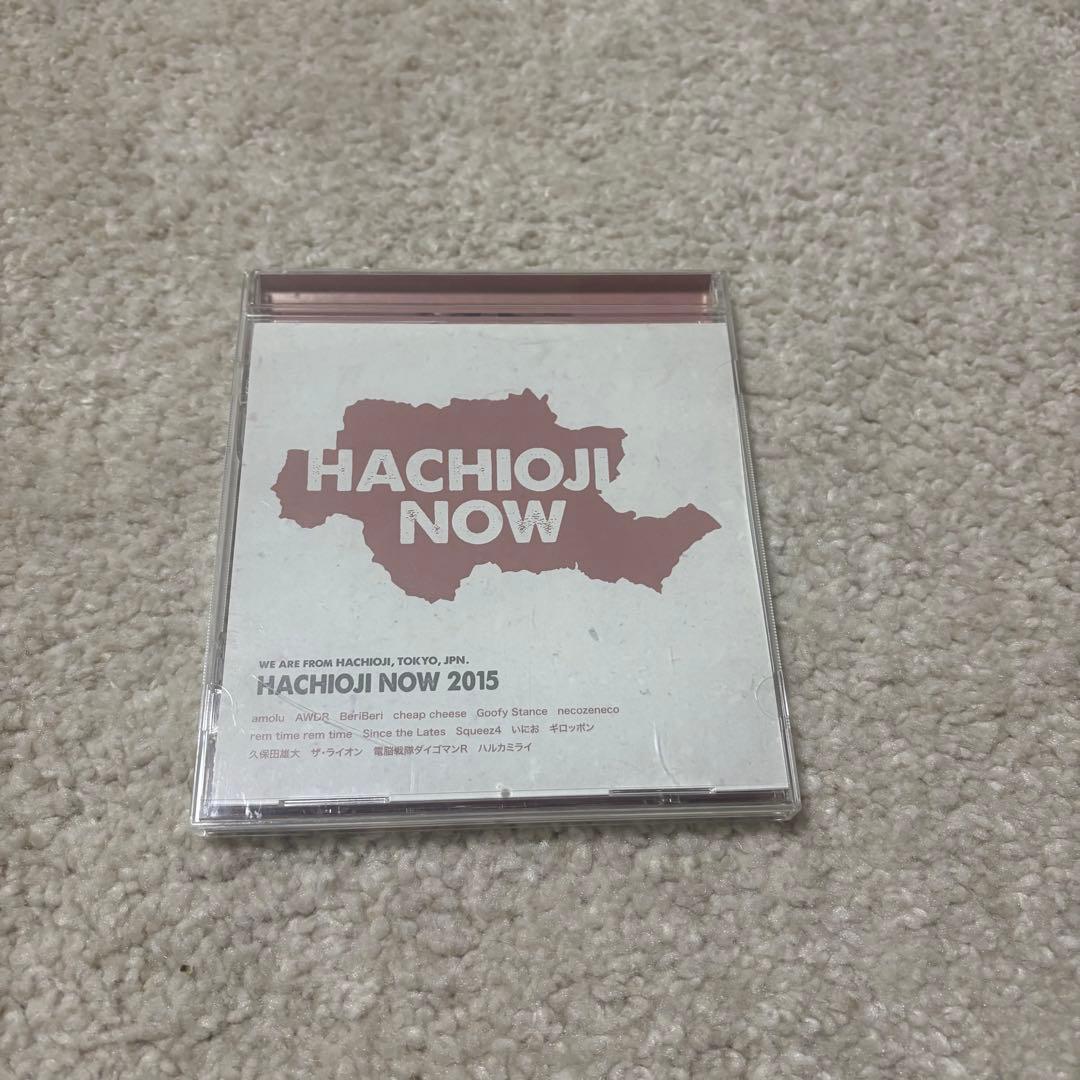 HACHIOJI
NOW
WE ARE FROM HACHIOJI, TOKYO, JPN.
HACHIOJI NOW 2015
amolu AWDR BeriBeri cheap cheese Goofy Stance necozeneco
rem time rem time Since the Lates Squeez4 いにお ギロッポン
久保田雄大 ザ・ライオン 電脳戦隊ダイゴマンR ハルカミライ